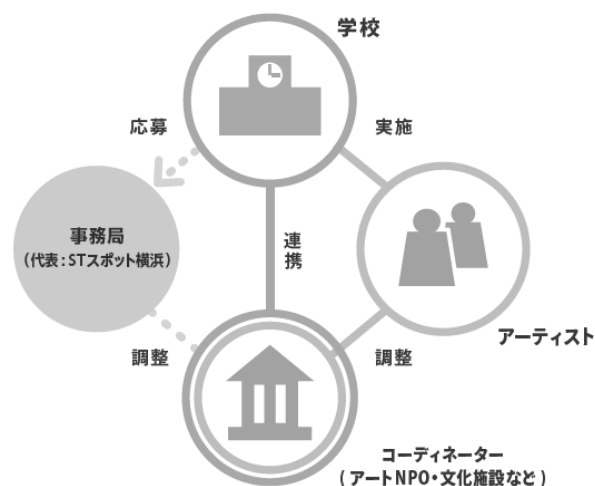 学校
応募
実施
事務局
（代表：STスポット横浜）
連携
アーティスト
調整
調整
コーディネーター
（アートNPO・文化施設など）